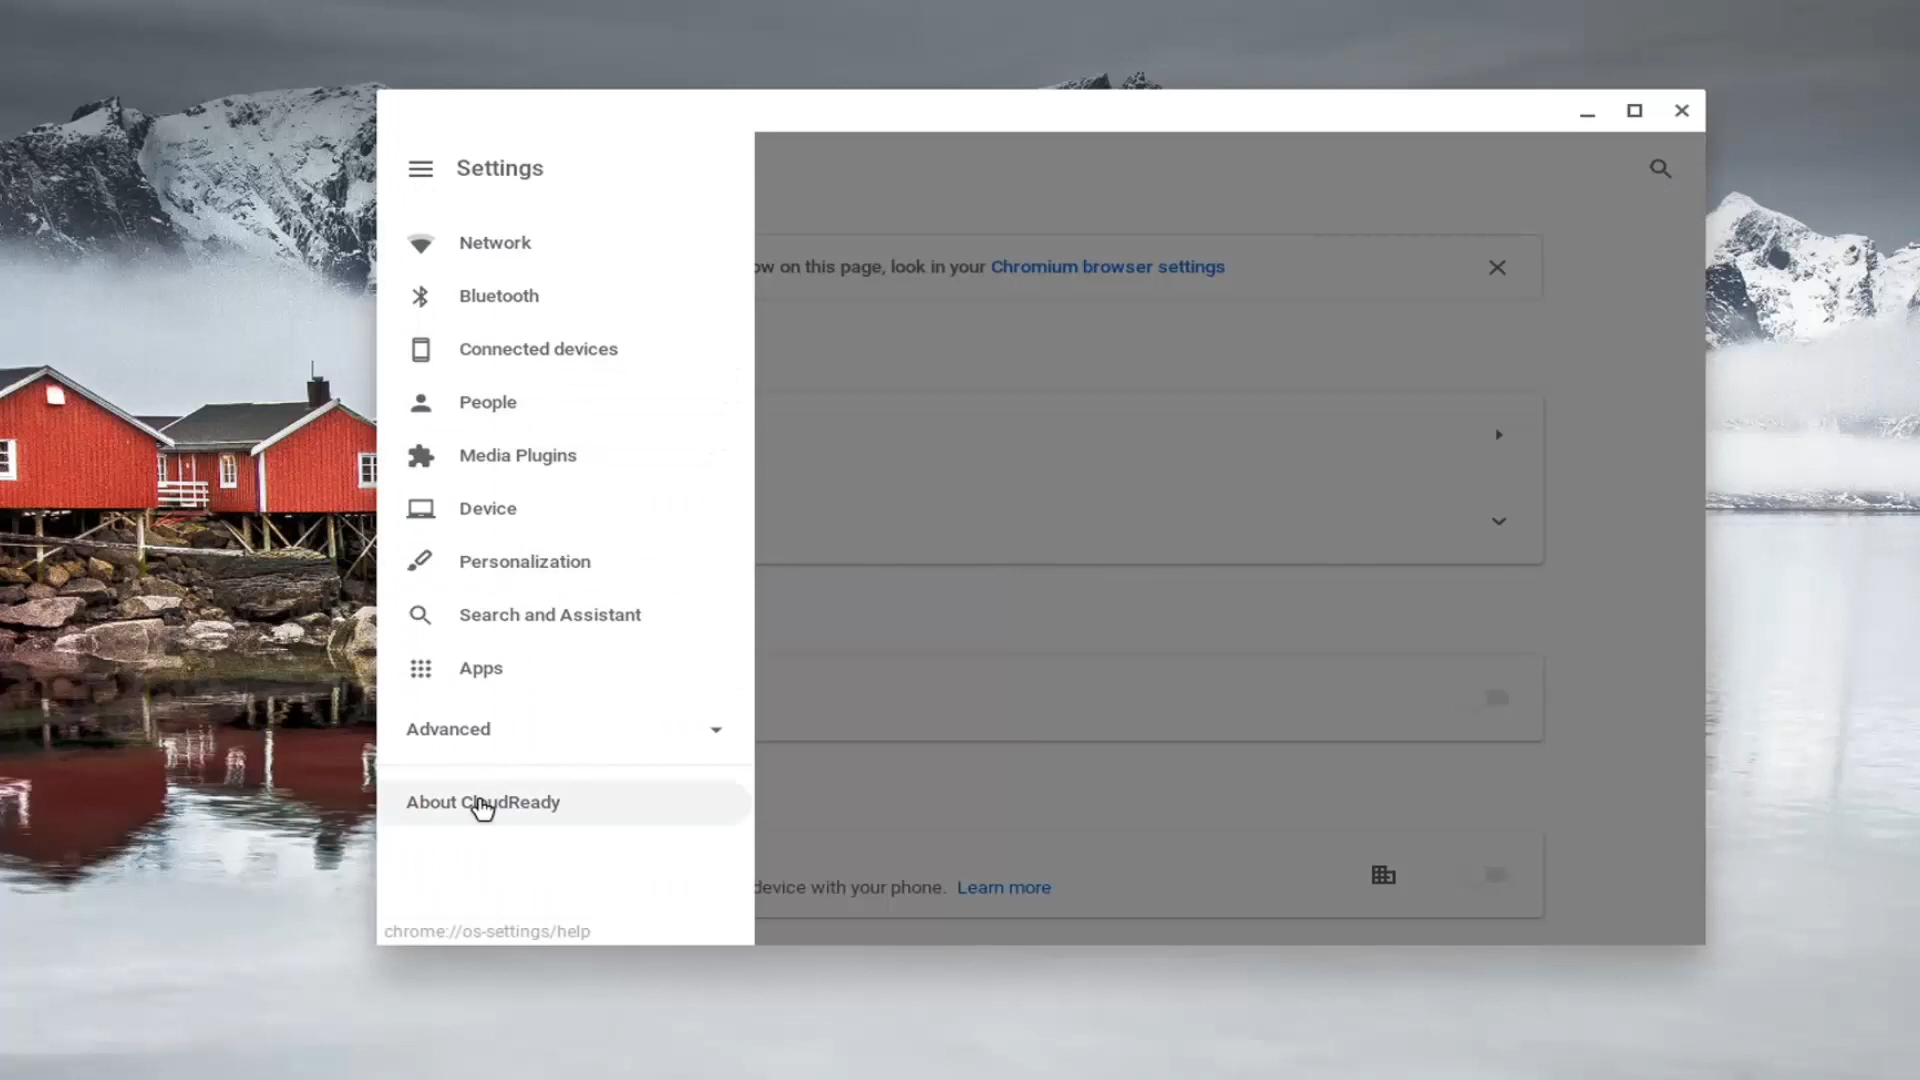 Settings
Network
Bluetooth
Connected devices
People
Media Plugins
Device
Personalization
Search and Assistant
Apps
Advanced
About CloudReady
chrome://os-settings/help
on this page, look in your Chromium browser settings
device with your phone. Learn more